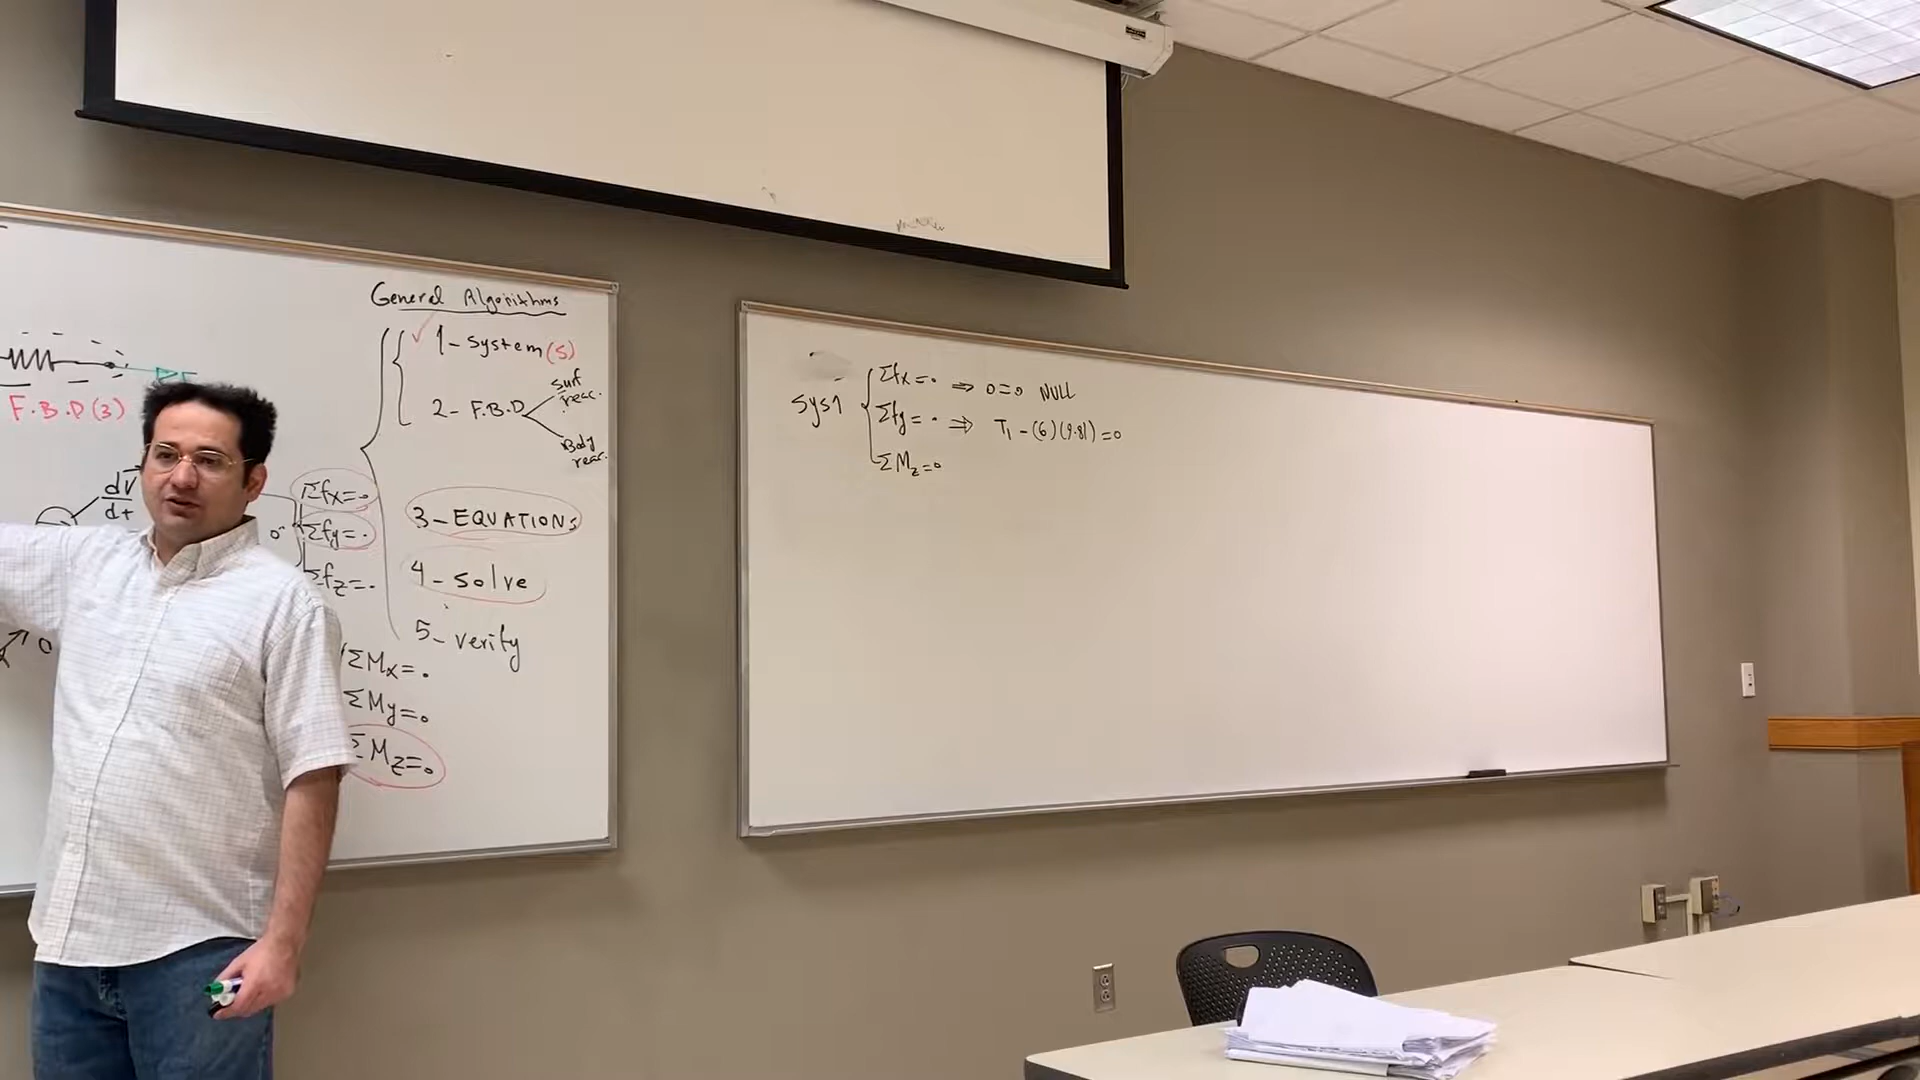 General Algorithms
1- system (s)
2- F.B.D
surf
reac.
Body
reac.
3- EQUATIONS
4- solve
5- verify
F.B.D (3)
dV
dt
Σfx=0
Σfy=0
Σfz=0
ΣMx=0
ΣMy=0
ΣMz=0
sys1
Σfx=0 ⇒ 0=0 NULL
Σfy=0 ⇒ T1-(6)(9.81)=0
ΣMz=0